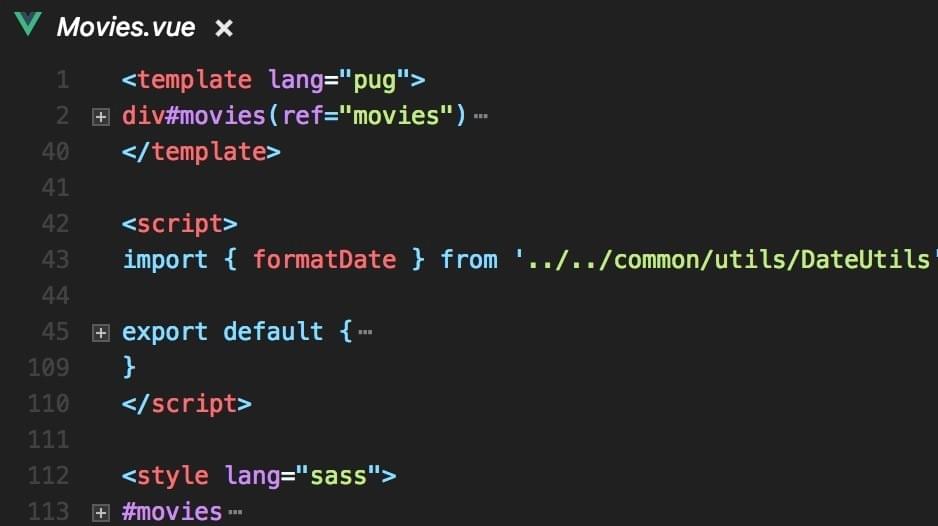 Movies.vue ×
1 <template lang="pug">
2 div#movies(ref="movies")⋯
40 </template>
41
42 <script>
43 import { formatDate } from '../../common/utils/DateUtils'
44
45 export default {⋯
109 }
110 </script>
111
112 <style lang="sass">
113 #movies⋯